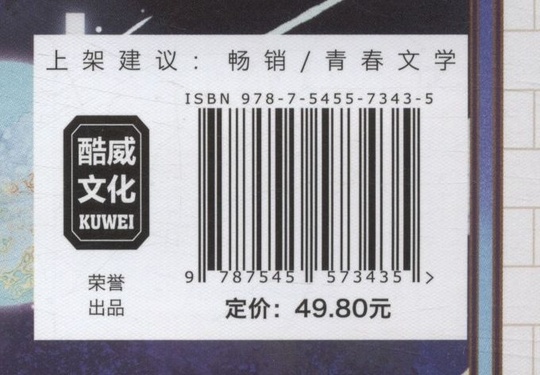 上架建议：畅销/青春文学
ISBN 978-7-5455-7343-5
酷威
文化
KUWEI
荣誉
出品
9 787545 573435 >
定价：49.80元